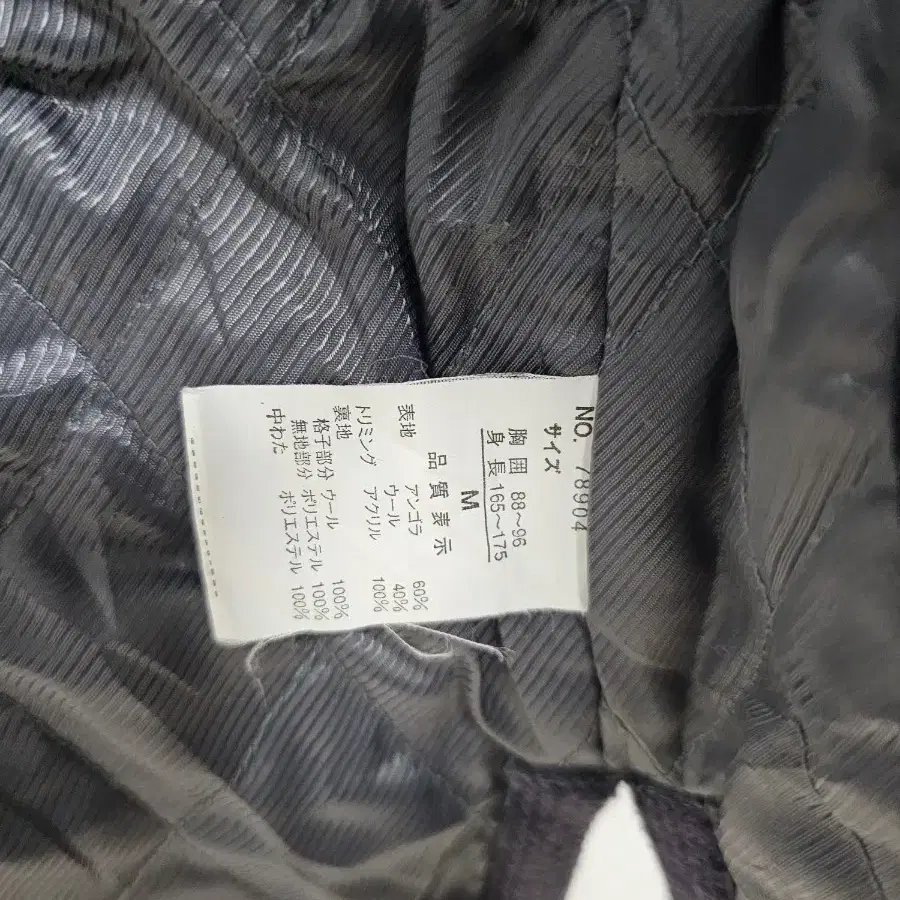 NO. 78904
サイズ
胸囲 88~96
身長 165~175
M
品質表示
表地 アンゴラ 60%
ウール 40%
トリミング アクリル 100%
裏地
格子部分 ウール 100%
無地部分 ポリエステル 100%
中わた ポリエステル 100%